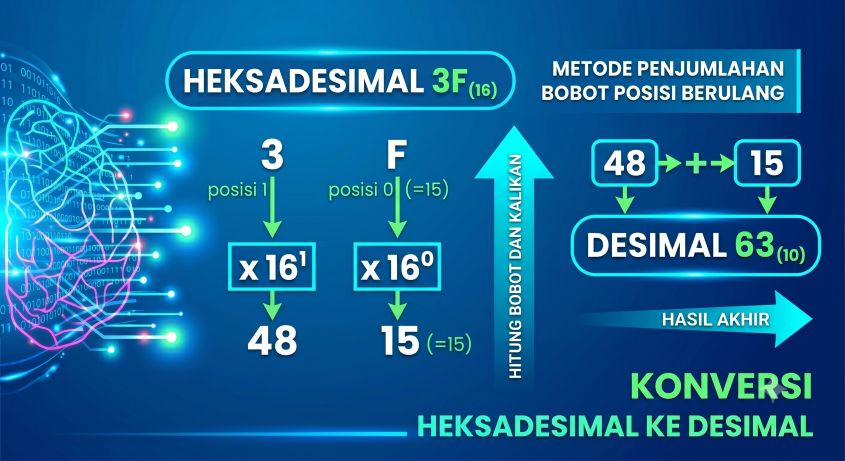 HEKSADESIMAL 3F(16)
METODE PENJUMLAHAN
BOBOT POSISI BERULANG
3 F
posisi 1 posisi 0 (=15)
x 16¹ x 16⁰
48 15 (=15)
HITUNG BOBOT DAN KALIKAN
48 + 15
DESIMAL 63(10)
HASIL AKHIR
KONVERSI
HEKSADESIMAL KE DESIMAL